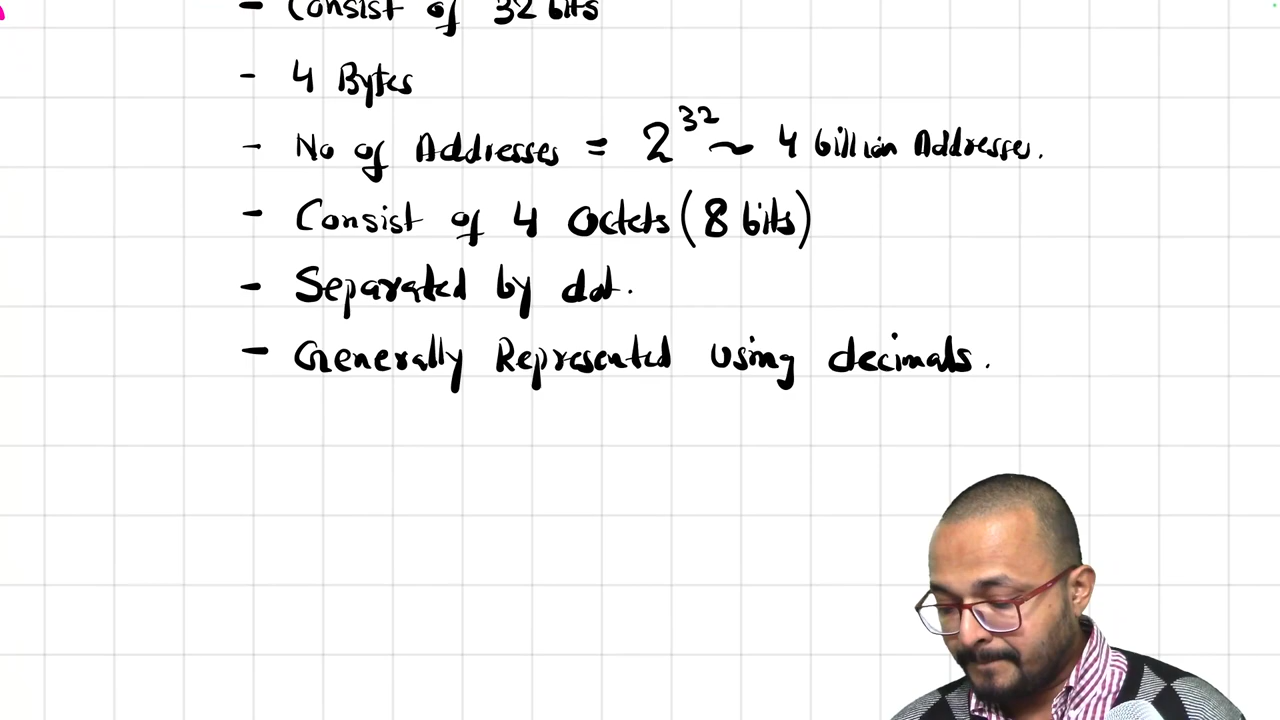 - Consist of 32 bits
- 4 Bytes
- No of Addresses = 2^32 ~ 4 billion Addresses.
- Consist of 4 Octets (8 bits)
- Separated by dot.
- Generally Represented using decimals.